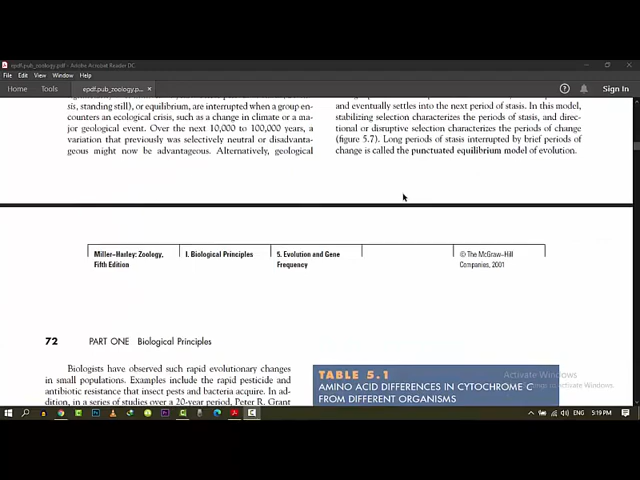 epdf.pub_zoology.pdf - Adobe Acrobat Reader DC
File Edit View Window Help
Home Tools epdf.pub_zoology.p... × Sign In
sis, standing still), or equilibrium, are interrupted when a group en-
counters an ecological crisis, such as a change in climate or a ma-
jor geological event. Over the next 10,000 to 100,000 years, a
variation that previously was selectively neutral or disadvanta-
geous might now be advantageous. Alternatively, geological
and eventually settles into the next period of stasis. In this model,
stabilizing selection characterizes the periods of stasis, and direc-
tional or disruptive selection characterizes the periods of change
(figure 5.7). Long periods of stasis interrupted by brief periods of
change is called the punctuated equilibrium model of evolution.
Miller–Harley: Zoology,
Fifth Edition
I. Biological Principles
5. Evolution and Gene
Frequency
© The McGraw–Hill
Companies, 2001
72 PART ONE Biological Principles
Biologists have observed such rapid evolutionary changes
in small populations. Examples include the rapid pesticide and
antibiotic resistance that insect pests and bacteria acquire. In ad-
dition, in a series of studies over a 20-year period, Peter R. Grant
TABLE 5.1
AMINO ACID DIFFERENCES IN CYTOCHROME C
FROM DIFFERENT ORGANISMS
Activate Windows
to Activate Windows.
ENG 5:19 PM